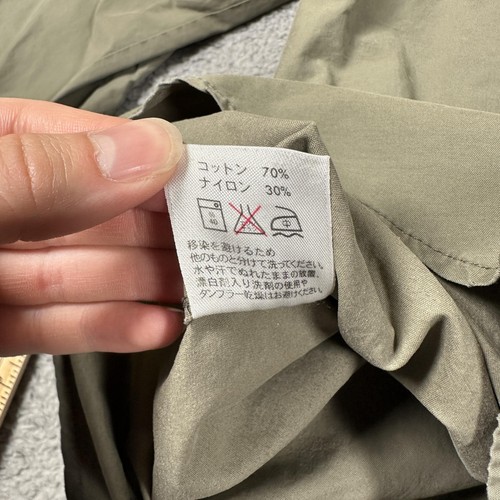 コットン 70%
ナイロン 30%
40
移染を避けるため
他のものと分けて洗ってください。
水や汗でぬれたままの放置、
漂白剤入り洗剤の使用や
タンブラー乾燥はお避けください。